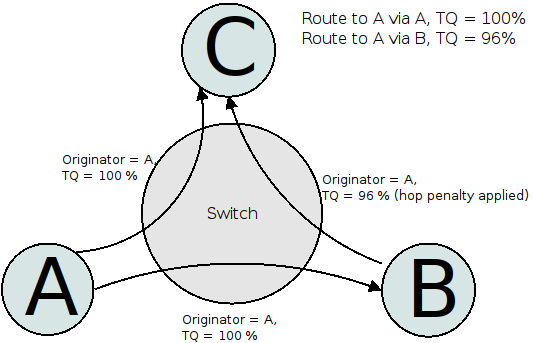 C
Route to A via A, TQ = 100%
Route to A via B, TQ = 96%
Originator = A,
TQ = 100 %
Originator = A,
TQ = 96 % (hop penalty applied)
Switch
A
B
Originator = A,
TQ = 100 %